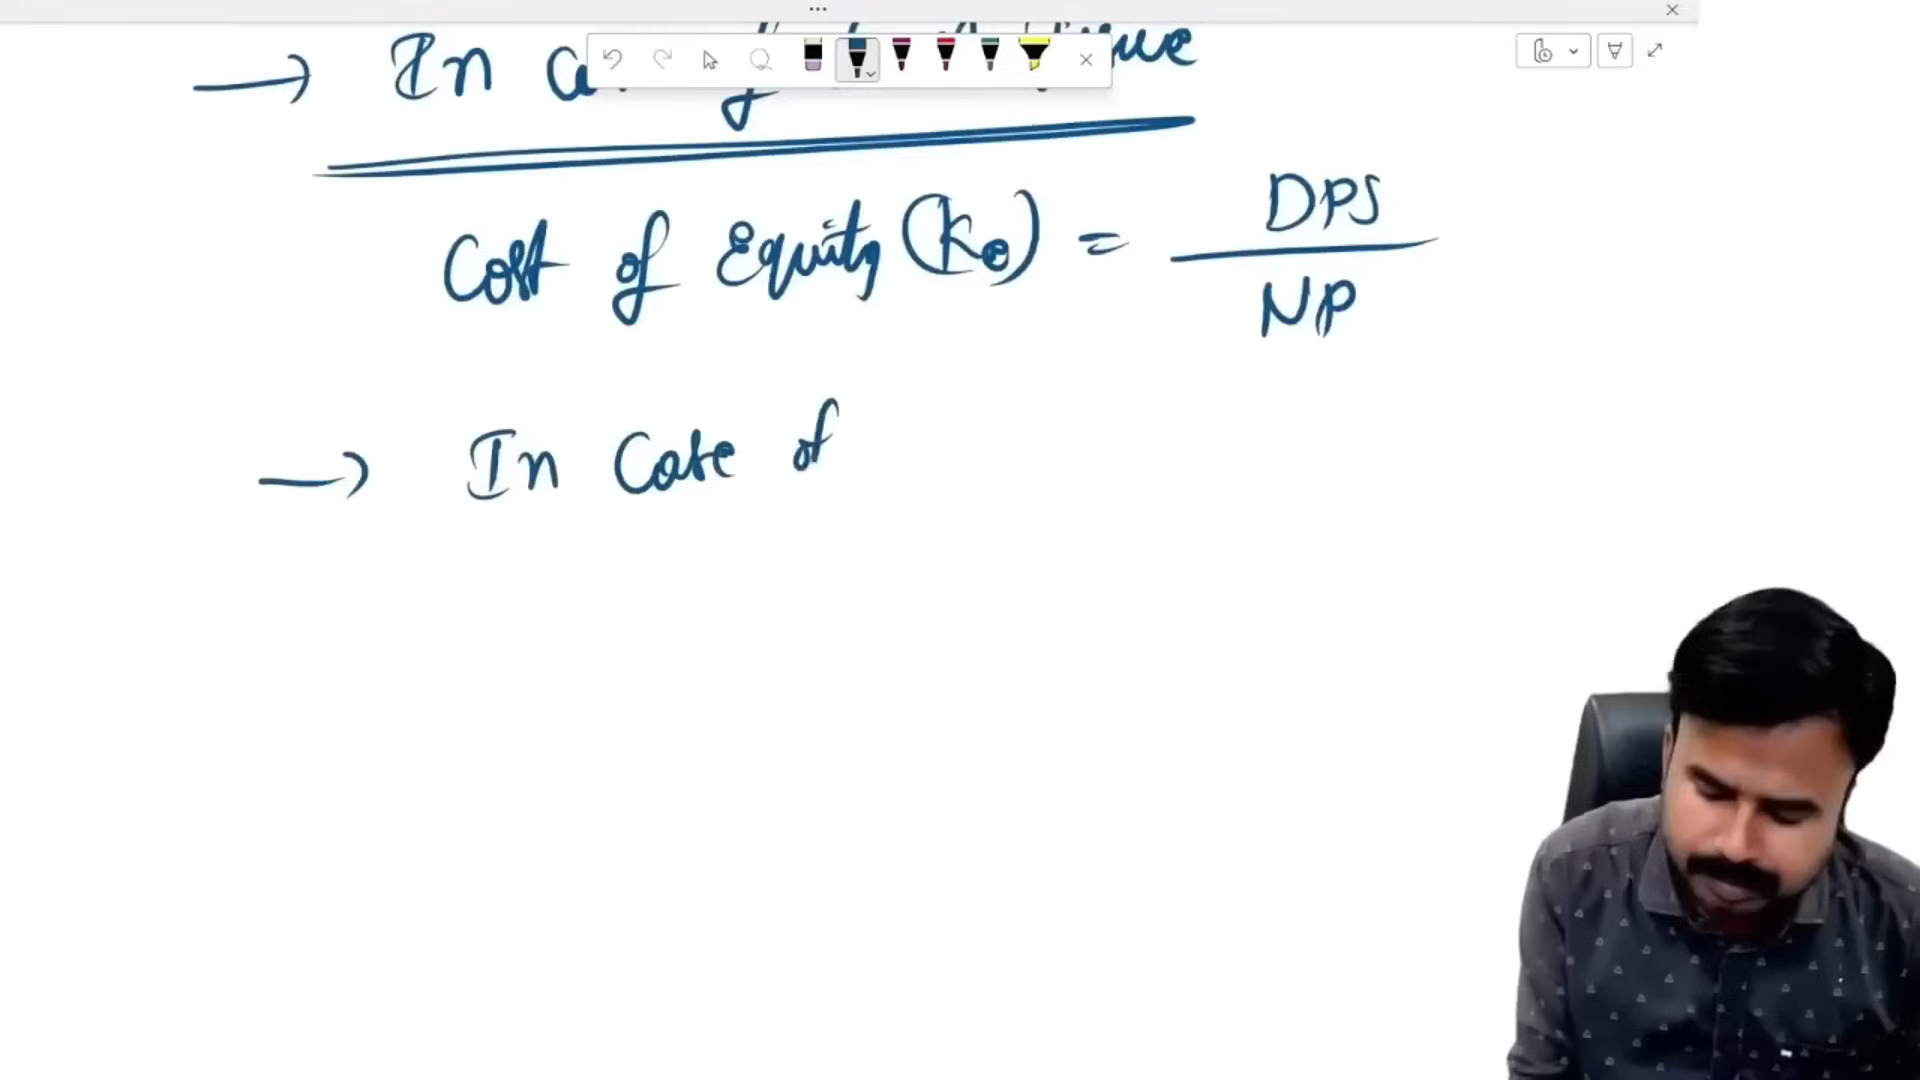 → In
Cost of Equity (Ke) = DPS
NP
→ In Case of